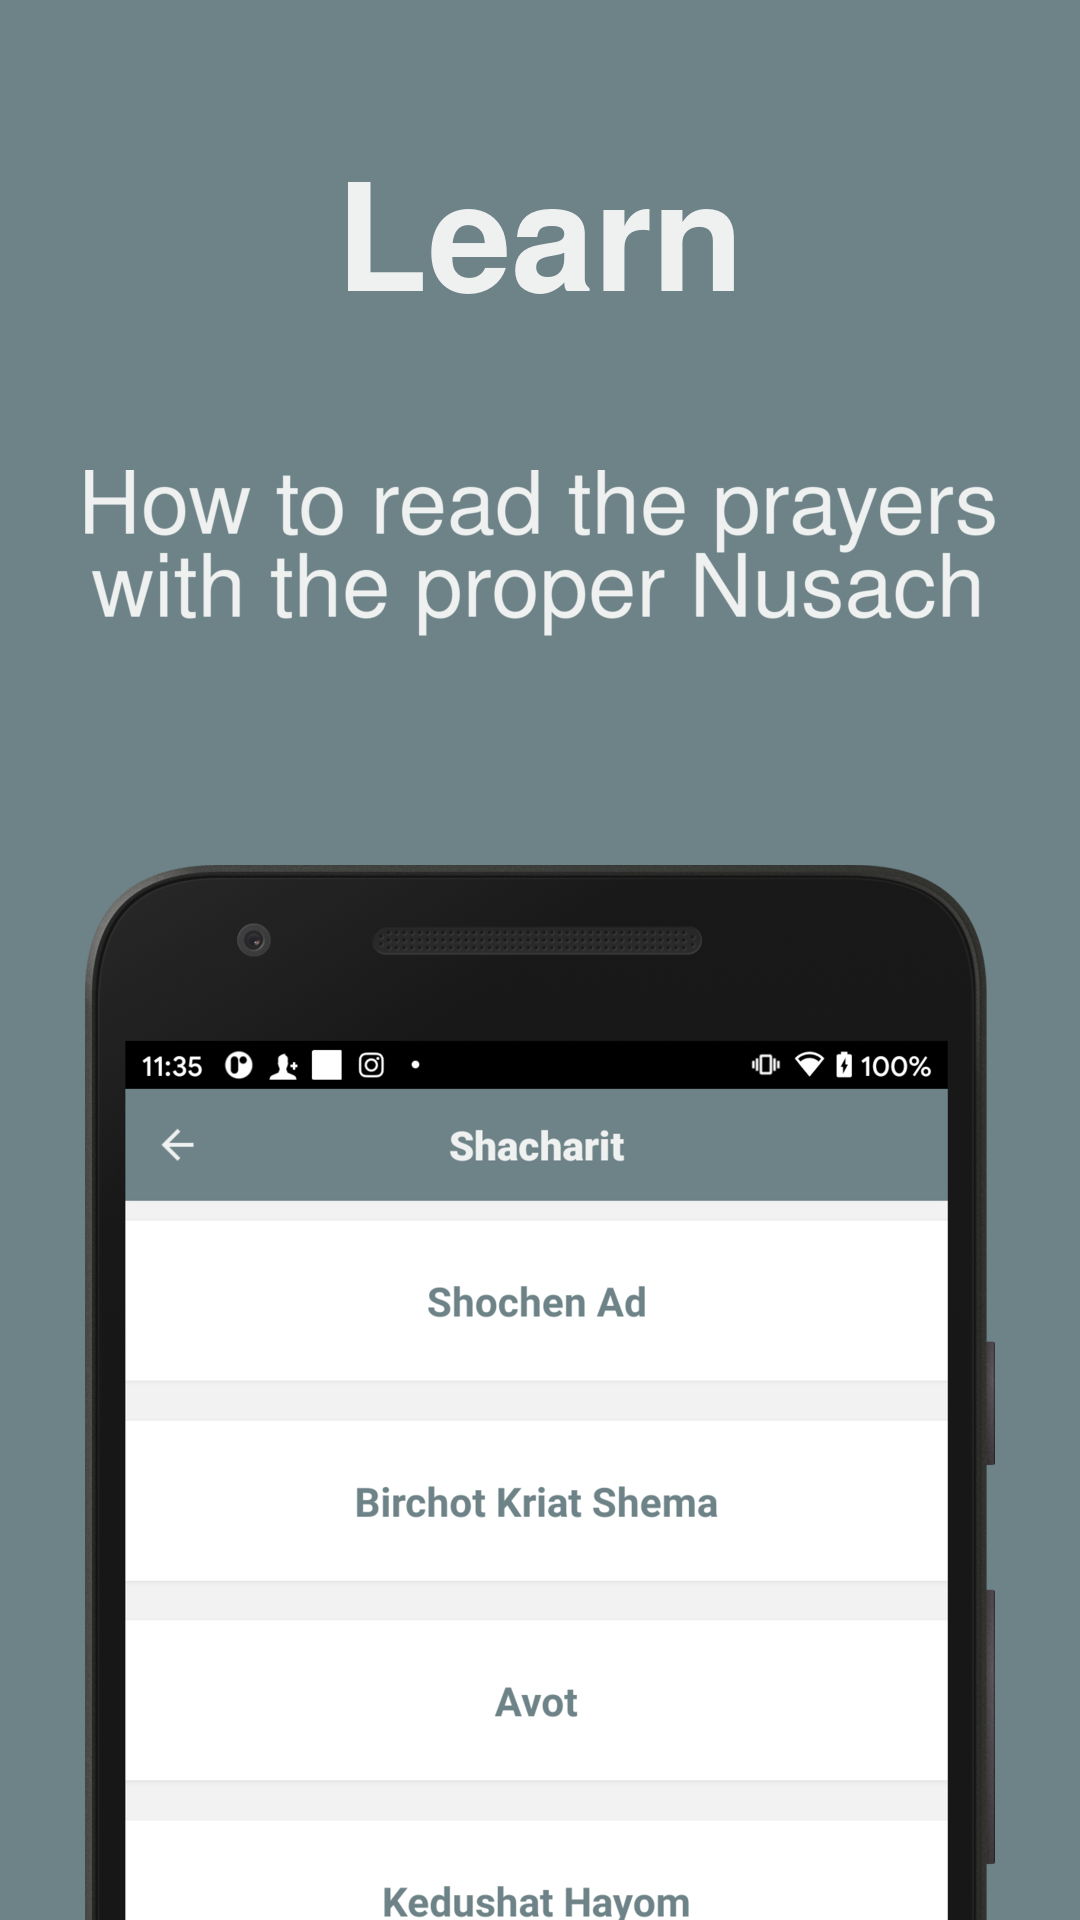 Learn
How to read the prayers
with the proper Nusach
11:35 100%
Shacharit
Shochen Ad
Birchot Kriat Shema
Avot
Kedushat Hayom